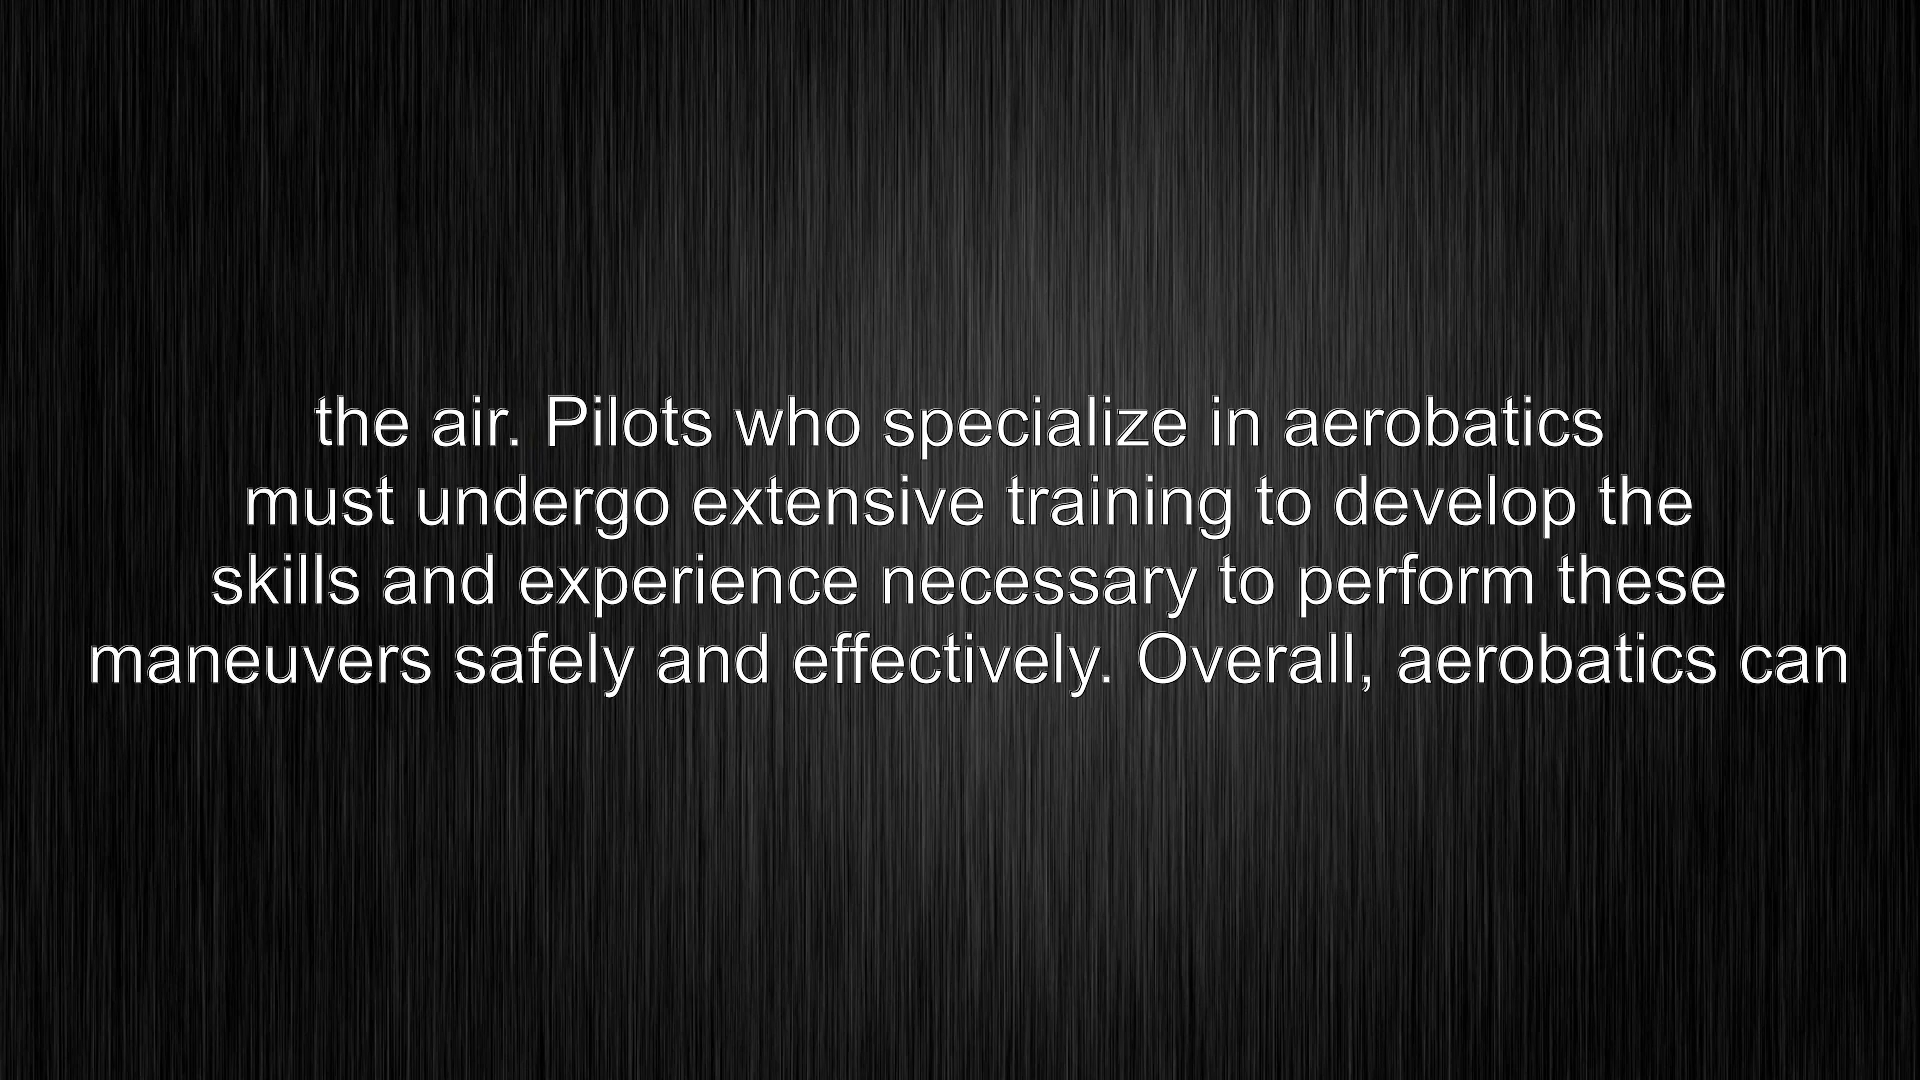 the air. Pilots who specialize in aerobatics
must undergo extensive training to develop the
skills and experience necessary to perform these
maneuvers safely and effectively. Overall, aerobatics can